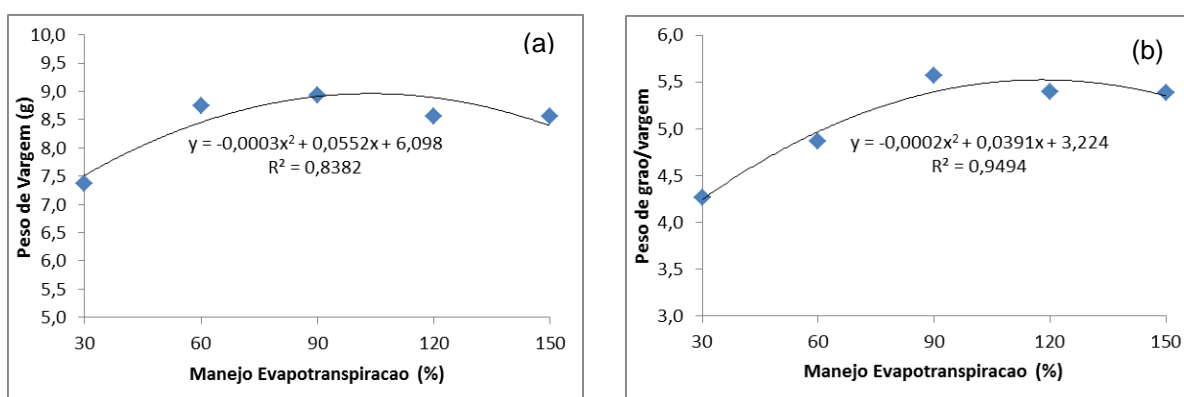 (a)
Peso de Vargem (g)
10,0
9,5
9,0
8,5
8,0
7,5
7,0
6,5
6,0
5,5
5,0
y = -0,0003x² + 0,0552x + 6,098
R² = 0,8382
30 60 90 120 150
Manejo Evapotranspiracao (%)
(b)
Peso de grao/vargem
6,0
5,5
5,0
4,5
4,0
3,5
3,0
y = -0,0002x² + 0,0391x + 3,224
R² = 0,9494
30 60 90 120 150
Manejo Evapotranspiracao (%)